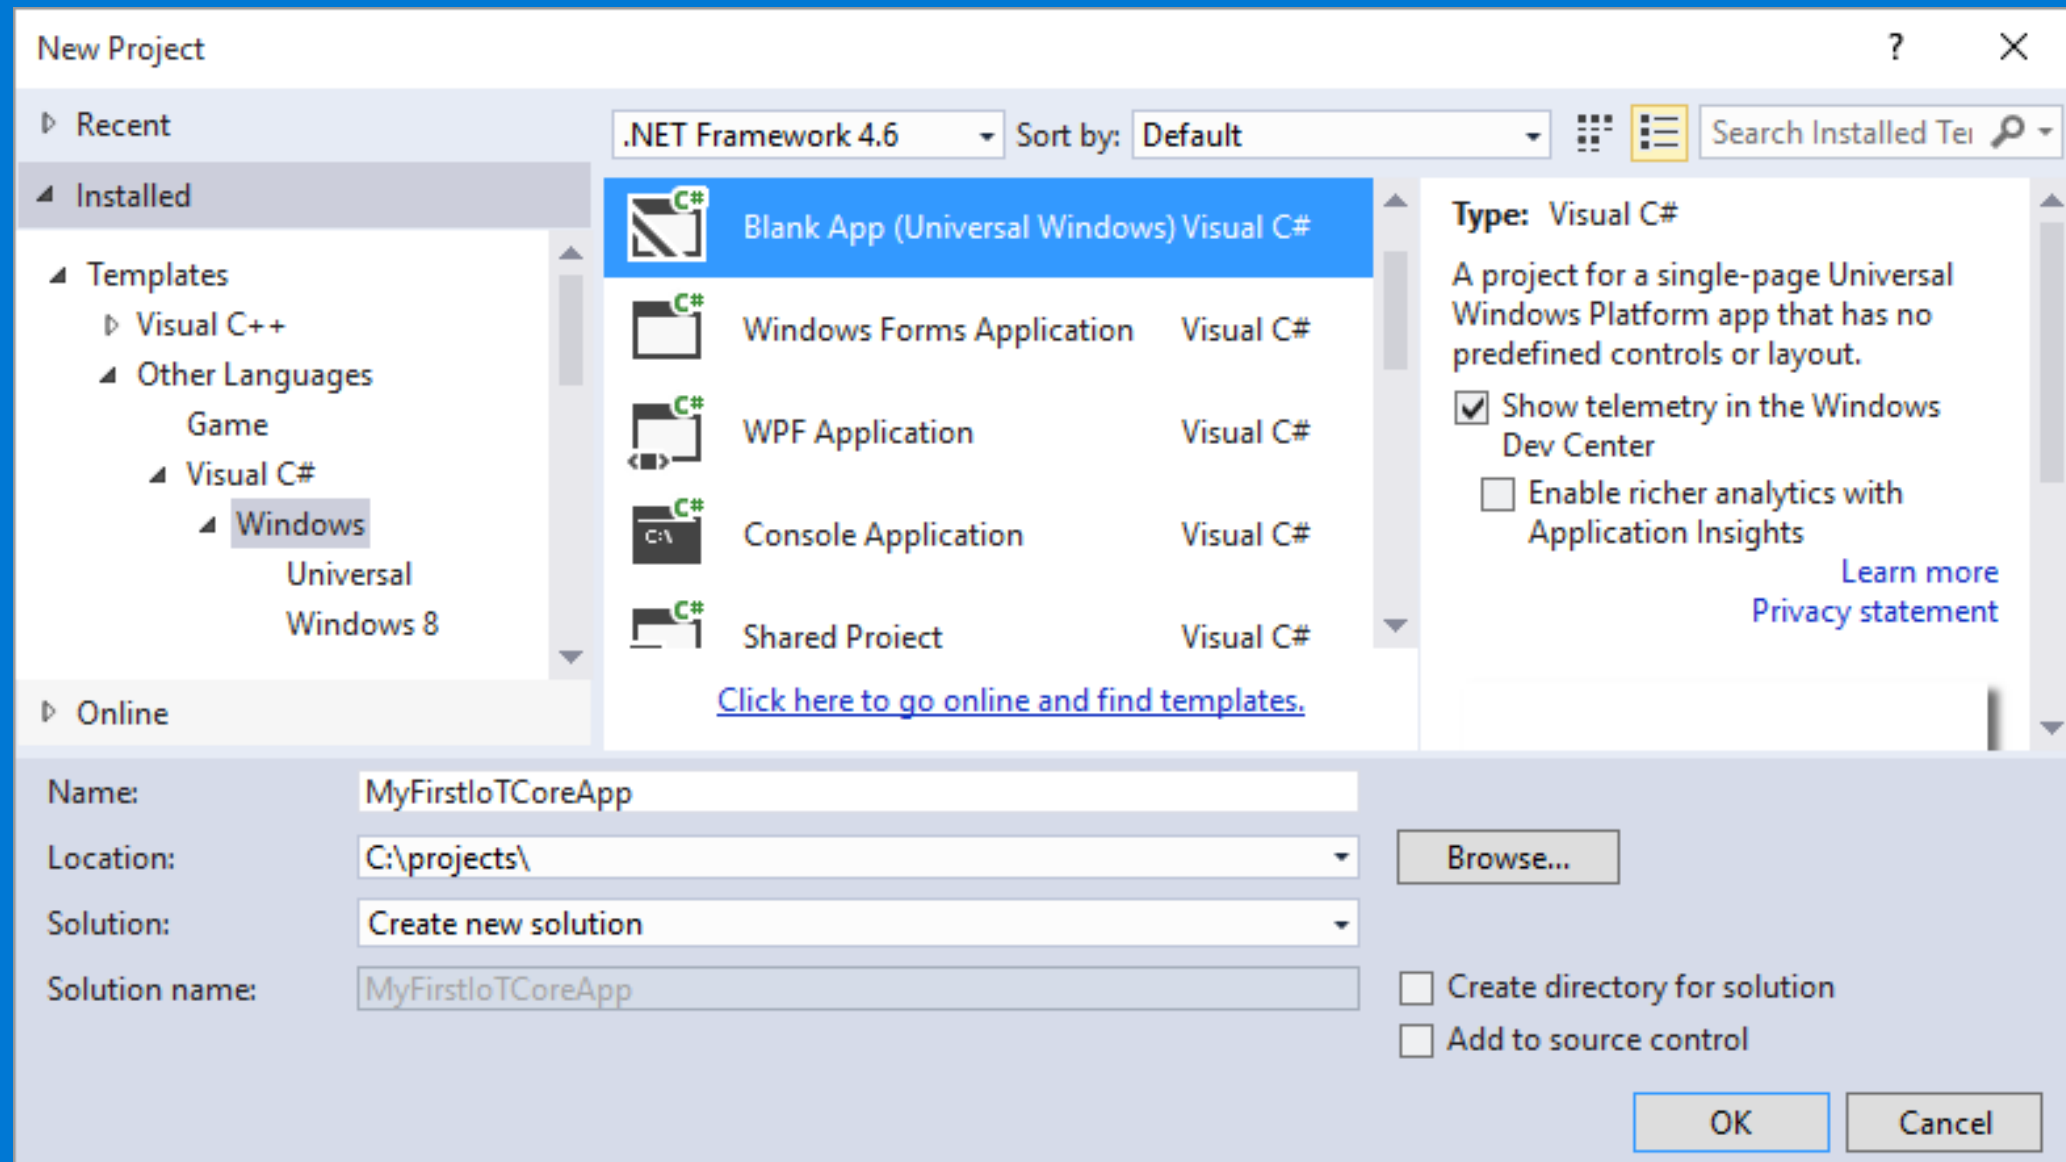 New Project
?
Recent
.NET Framework 4.6
Sort by:
Default
Search Installed Te
Installed
Templates
Visual C++
Other Languages
Game
Visual C#
Windows
Universal
Windows 8
Online
C#
Blank App (Universal Windows) Visual C#
C#
Windows Forms Application Visual C#
C#
WPF Application Visual C#
C#
C:\
Console Application Visual C#
C#
Shared Project Visual C#
Click here to go online and find templates.
Type: Visual C#
A project for a single-page Universal
Windows Platform app that has no
predefined controls or layout.
Show telemetry in the Windows
Dev Center
Enable richer analytics with
Application Insights
Learn more
Privacy statement
Name: MyFirstIoTCoreApp
Location: C:\projects\
Browse...
Solution: Create new solution
Solution name: MyFirstIoTCoreApp
Create directory for solution
Add to source control
OK
Cancel